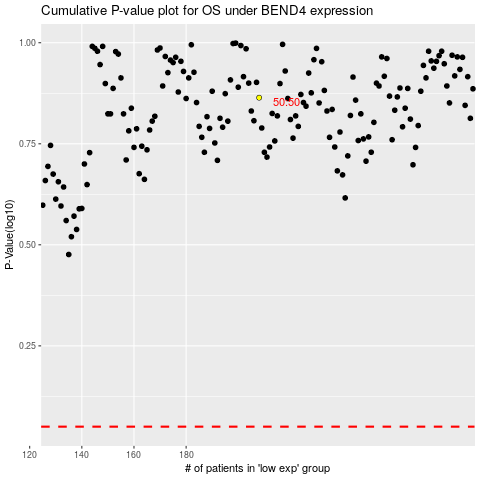 Cumulative P-value plot for OS under BEND4 expression
P-Value(log10)
1.00
0.75
0.50
0.25
50:50
120 140 160 180
# of patients in 'low exp' group